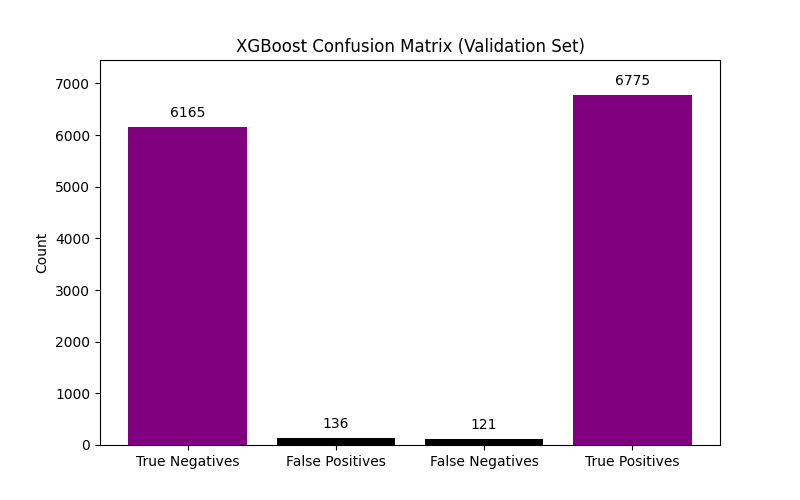 XGBoost Confusion Matrix (Validation Set)
7000
6000
5000
4000
3000
2000
1000
0
Count
6165
136
121
6775
True Negatives
False Positives
False Negatives
True Positives